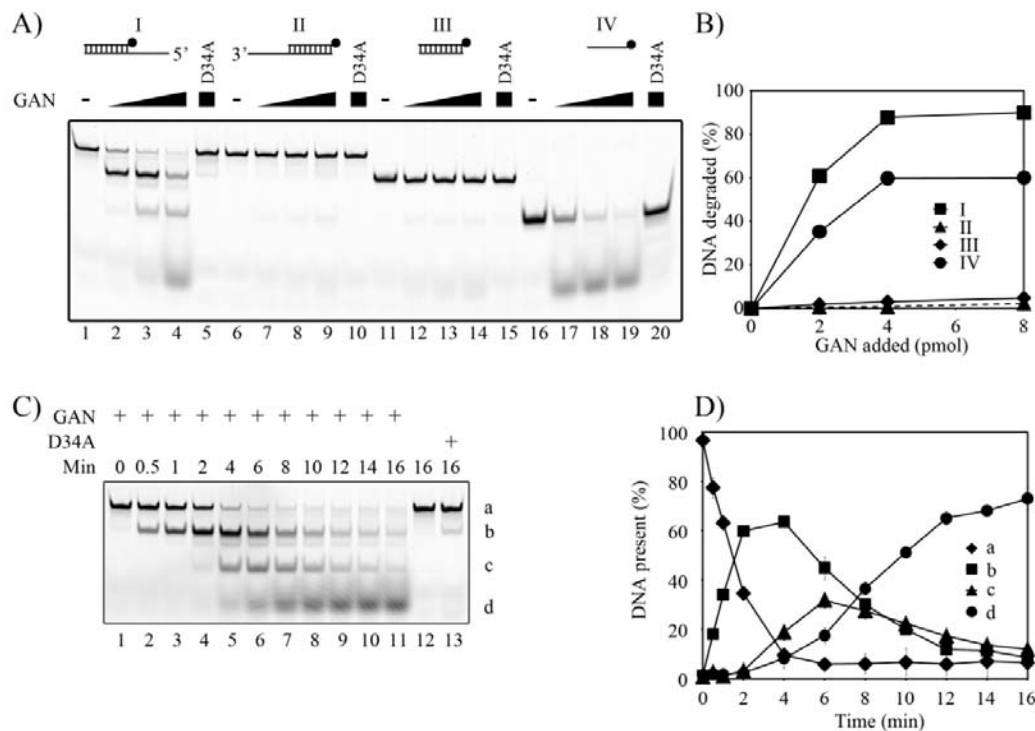 A)
I II III IV
5' D34A 3' D34A D34A D34A
GAN - - - -
1 2 3 4 5 6 7 8 9 10 11 12 13 14 15 16 17 18 19 20
B)
DNA degraded (%)
100
80
60
40
20
0
I
II
III
IV
0 2 4 6 8
GAN added (pmol)
C)
GAN + + + + + + + + + + +
D34A +
Min 0 0.5 1 2 4 6 8 10 12 14 16 16 16
a
b
c
d
1 2 3 4 5 6 7 8 9 10 11 12 13
D)
DNA present (%)
100
80
60
40
20
0
a
b
c
d
0 2 4 6 8 10 12 14 16
Time (min)